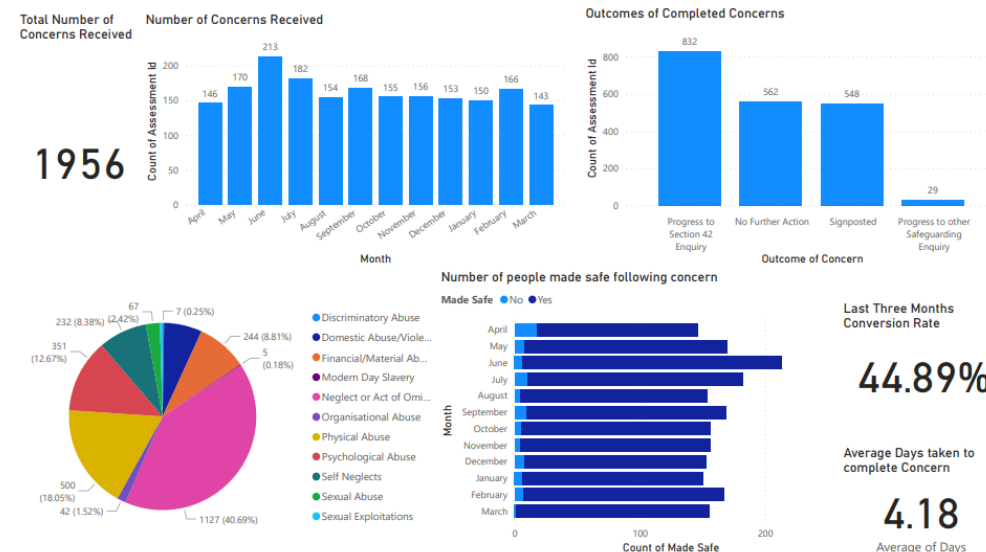 Total Number of
Concerns Received
1956
Number of Concerns Received
Count of Assessment Id
200
150
100
50
0
146
170
213
182
154
168
155
156
153
150
166
143
April
May
June
July
August
September
October
November
December
January
February
March
Month
Outcomes of Completed Concerns
Count of Assessment Id
800
600
400
200
0
832
562
548
29
Progress to
Section 42
Enquiry
No Further Action
Signposted
Progress to other
Safeguarding
Enquiry
Outcome of Concern
67
(2.42%)
7 (0.25%)
232 (8.38%)
244 (8.81%)
351
(12.67%)
5
(0.18%)
500
(18.05%)
42 (1.52%)
1127 (40.69%)
Discriminatory Abuse
Domestic Abuse/Viole...
Financial/Material Ab...
Modern Day Slavery
Neglect or Act of Omi...
Organisational Abuse
Physical Abuse
Psychological Abuse
Self Neglects
Sexual Abuse
Sexual Exploitations
Number of people made safe following concern
Made Safe No Yes
Month
April
May
June
July
August
September
October
November
December
January
February
March
0
100
200
Count of Made Safe
Last Three Months
Conversion Rate
44.89%
Average Days taken to
complete Concern
4.18
Average of Days